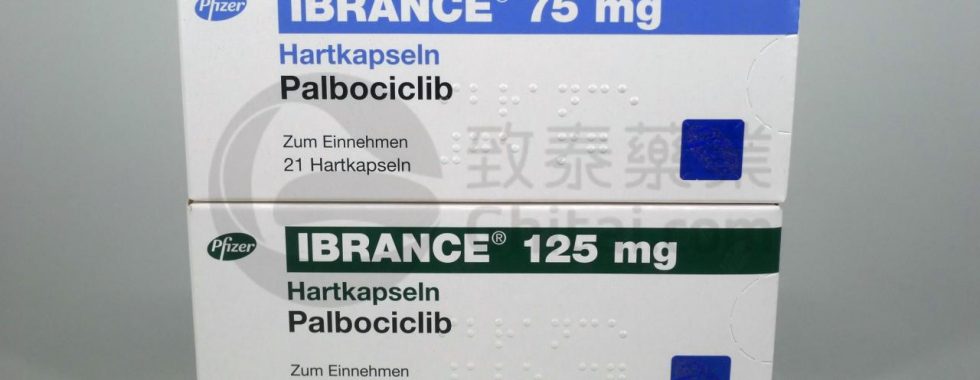 Pfizer
IBRANCE® 75 mg
Hartkapseln
Palbociclib
Zum Einnehmen
21 Hartkapseln
致泰藥業
Chitai.com
Pfizer
IBRANCE® 125 mg
Hartkapseln
Palbociclib
Zum Einnehmen